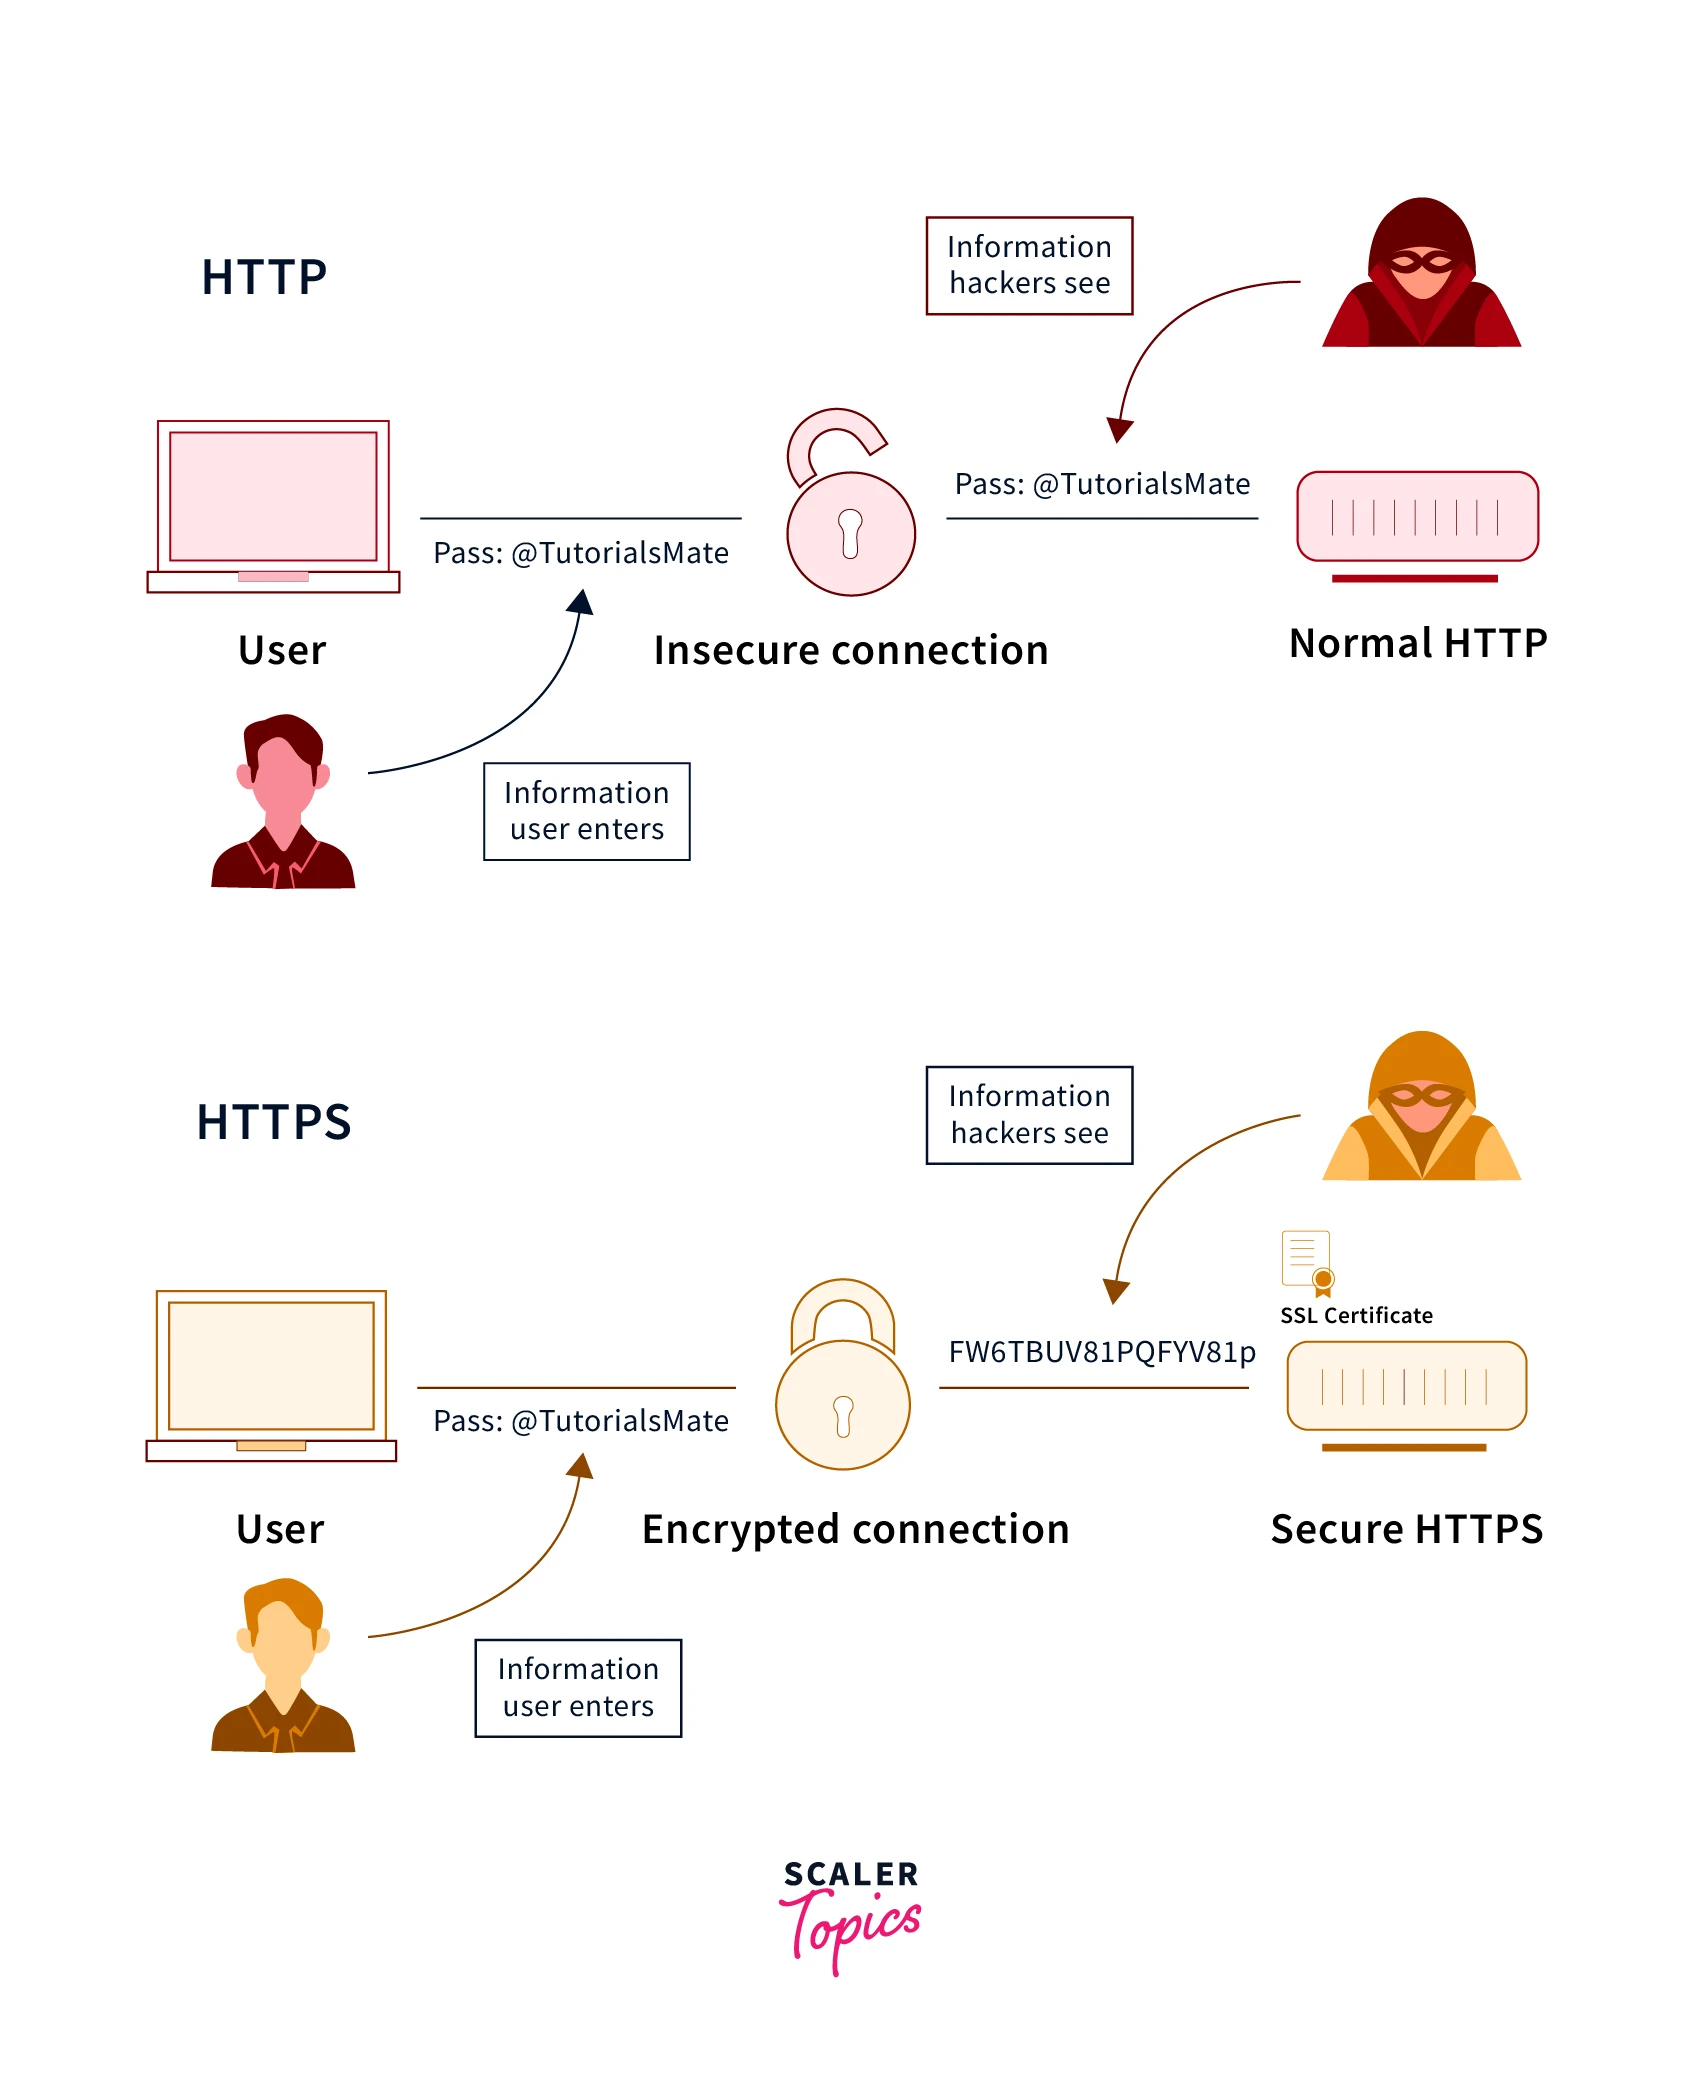 HTTP
Information
hackers see
Pass: @TutorialsMate
Pass: @TutorialsMate
User
Insecure connection
Normal HTTP
Information
user enters
HTTPS
Information
hackers see
SSL Certificate
FW6TBUV81PQFYV81p
Pass: @TutorialsMate
User
Encrypted connection
Secure HTTPS
Information
user enters
SCALER
Topics